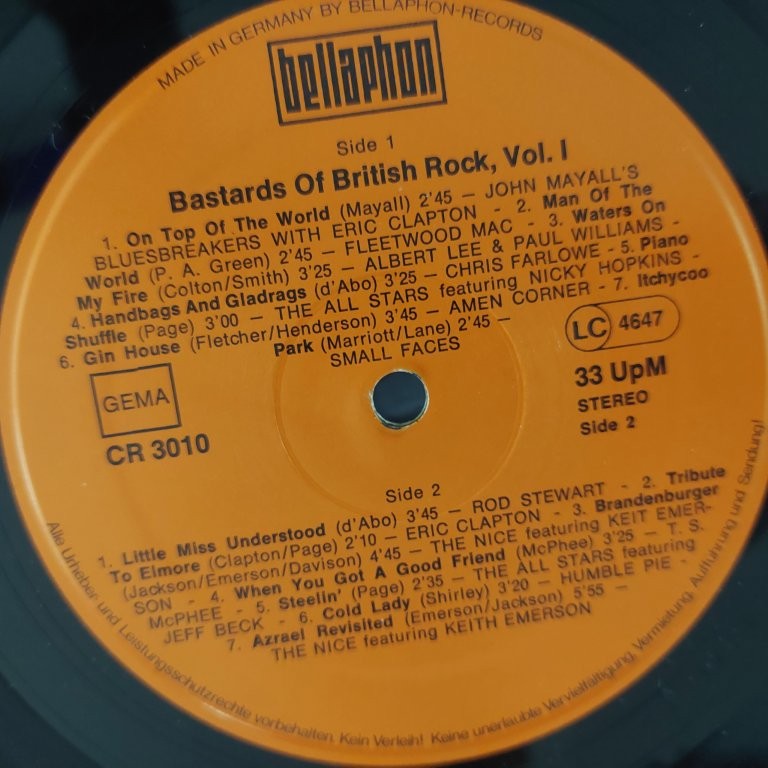 MADE IN GERMANY BY BELLAPHON-RECORDS
bellaphon
Side 1
Bastards Of British Rock, Vol. I
1. On Top Of The World (Mayall) 2'45 – JOHN MAYALL'S
BLUESBREAKERS WITH ERIC CLAPTON - 2. Man Of The
World (P. A. Green) 2'45 – FLEETWOOD MAC - 3. Waters On
My Fire (Colton/Smith) 3'25 – ALBERT LEE & PAUL WILLIAMS -
4. Handbags And Gladrags (d'Abo) 3'25 – CHRIS FARLOWE - 5. Piano
Shuffle (Page) 3'00 – THE ALL STARS featuring NICKY HOPKINS -
6. Gin House (Fletcher/Henderson) 3'45 – AMEN CORNER - 7. Itchycoo
Park (Marriott/Lane) 2'45 –
SMALL FACES
LC 4647
GEMA
33 UpM
STEREO
CR 3010
Side 2
Side 2
1. Little Miss Understood (d'Abo) 3'45 – ROD STEWART - 2. Tribute
To Elmore (Clapton/Page) 2'10 – ERIC CLAPTON - 3. Brandenburger
(Jackson/Emerson/Davison) 4'45 – THE NICE featuring KEIT EMER-
SON - 4. When You Got A Good Friend (McPhee) 3'25 – T. S.
McPHEE - 5. Steelin' (Page) 2'35 – THE ALL STARS featuring
JEFF BECK - 6. Cold Lady (Shirley) 3'20 – HUMBLE PIE -
7. Azrael Revisited (Emerson/Jackson) 5'55 –
THE NICE featuring KEITH EMERSON
Alle Urheber- und Leistungsschutzrechte vorbehalten. Kein Verleih! Keine unerlaubte Vervielfältigung, Vermietung, Aufführung und Sendung!